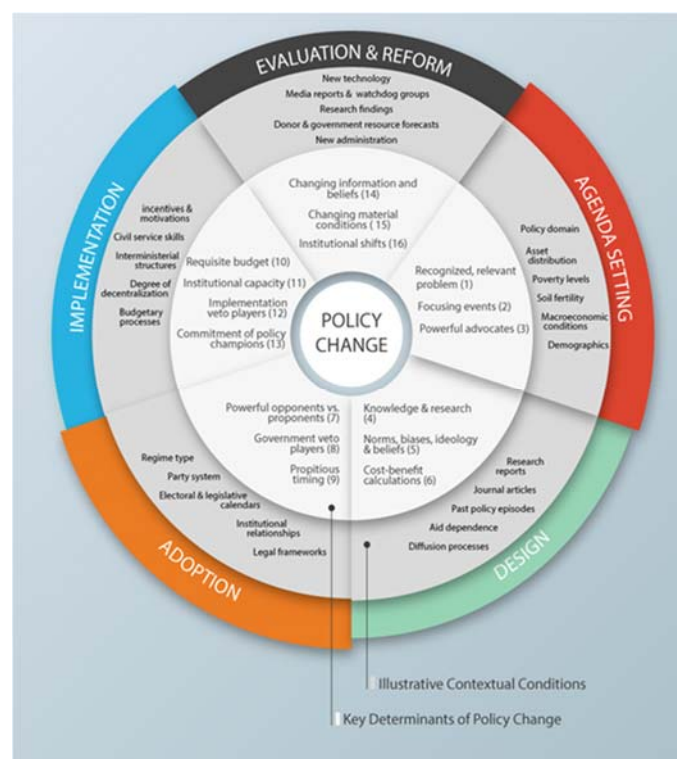 EVALUATION & REFORM
New technology
Media reports & watchdog groups
Research findings
Donor & government resource forecasts
New administration
Changing information and
beliefs (14)
Changing material
conditions ( 15)
Institutional shifts (16)
AGENDA SETTING
Policy domain
Asset
distribution
Poverty levels
Soil fertility
Macroeconomic
conditions
Demographics
Recognized, relevant
problem (1)
Focusing events (2)
Powerful advocates (3)
POLICY
CHANGE
IMPLEMENTATION
incentives &
motivations
Civil service skills
Interministerial
structures
Degree of
decentralization
Budgetary
processes
Requisite budget (10)
Institutional capacity (11)
Implementation
veto players (12)
Commitment of policy
champions (13)
Powerful opponents vs.
proponents (7)
Government veto
players (8)
Propitious
timing (9)
Knowledge & research
(4)
Norms, biases, ideology
& beliefs (5)
Cost-benefit
calculations (6)
Regime type
Party system
Electoral & legislative
calendars
Institutional
relationships
Legal frameworks
ADOPTION
Research
reports
Journal articles
Past policy episodes
Aid dependence
Diffusion processes
DESIGN
Illustrative Contextual Conditions
Key Determinants of Policy Change